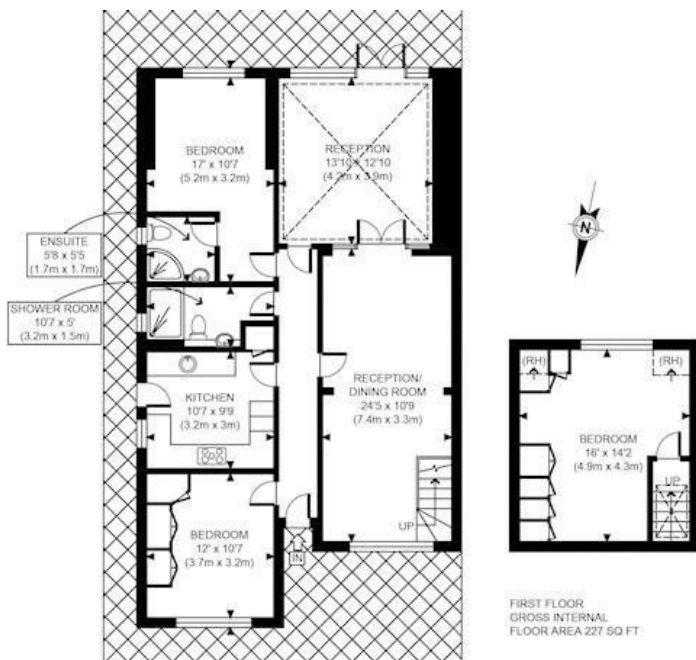 BEDROOM
17' x 10'7
(5.2m x 3.2m)
RECEPTION
13'10 x 12'10
(4.2m x 3.9m)
ENSUITE
5'8 x 5'5
(1.7m x 1.7m)
SHOWER ROOM
10'7 x 5'
(3.2m x 1.5m)
N
KITCHEN
10'7 x 9'9
(3.2m x 3m)
RECEPTION/
DINING ROOM
24'5 x 10'9
(7.4m x 3.3m)
UP
BEDROOM
12' x 10'7
(3.7m x 3.2m)
IN
(RH)
(RH)
BEDROOM
16' x 14'2
(4.9m x 4.3m)
UP
FIRST FLOOR
GROSS INTERNAL
FLOOR AREA 227 SQ FT